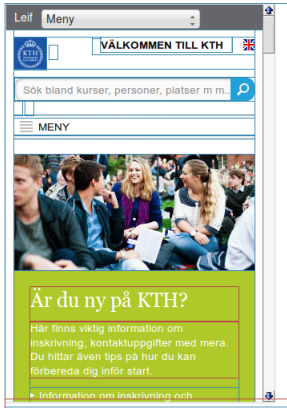 Leif Meny
KTH
VÄLKOMMEN TILL KTH
Sök bland kurser, personer, platser m m..
MENY
Är du ny på KTH?
Här finns viktig information om
inskrivning, kontaktuppgifter med mera.
Du hittar även tips på hur du kan
förbereda dig inför start.
Information om inskrivning och